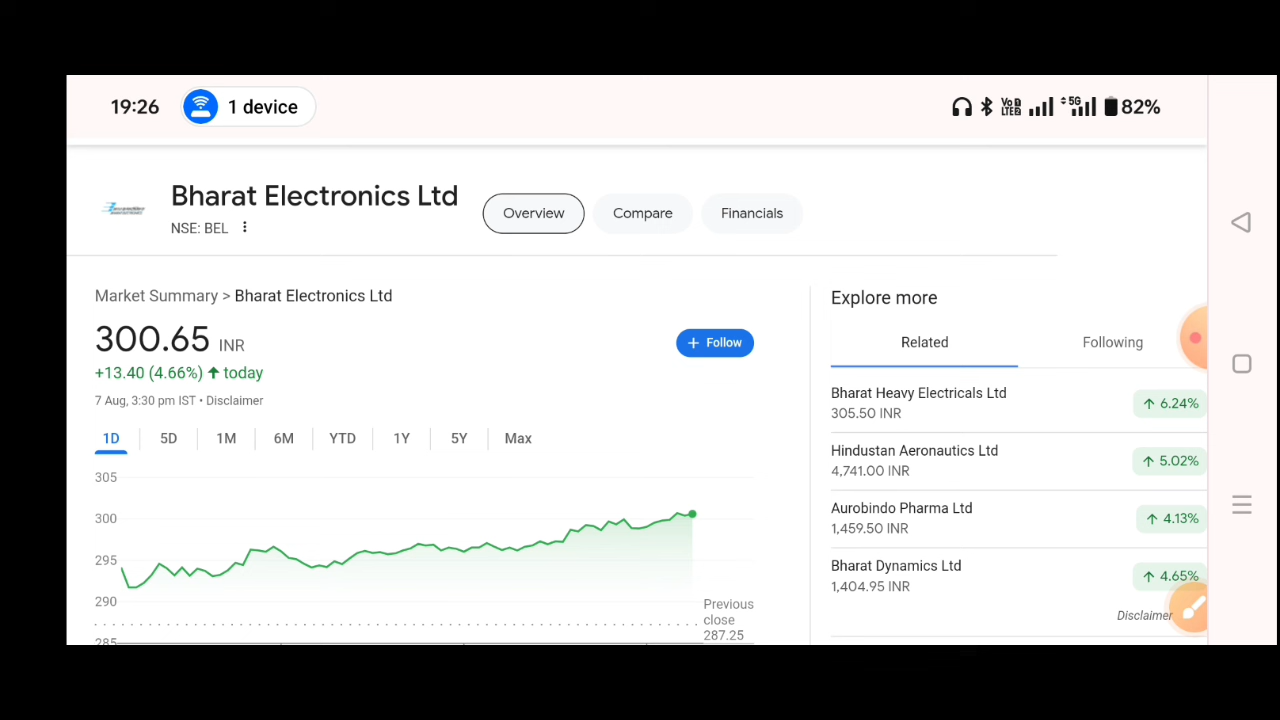 19:26 1 device VoD LTE2 5G 82%
Bharat Electronics Ltd
NSE: BEL
Overview Compare Financials
Market Summary > Bharat Electronics Ltd
300.65 INR
+ Follow
+13.40 (4.66%) ↑ today
7 Aug, 3:30 pm IST • Disclaimer
1D 5D 1M 6M YTD 1Y 5Y Max
305
300
295
290
285
Previous
close
287.25
Explore more
Related Following
Bharat Heavy Electricals Ltd
305.50 INR
↑ 6.24%
Hindustan Aeronautics Ltd
4,741.00 INR
↑ 5.02%
Aurobindo Pharma Ltd
1,459.50 INR
↑ 4.13%
Bharat Dynamics Ltd
1,404.95 INR
↑ 4.65%
Disclaimer